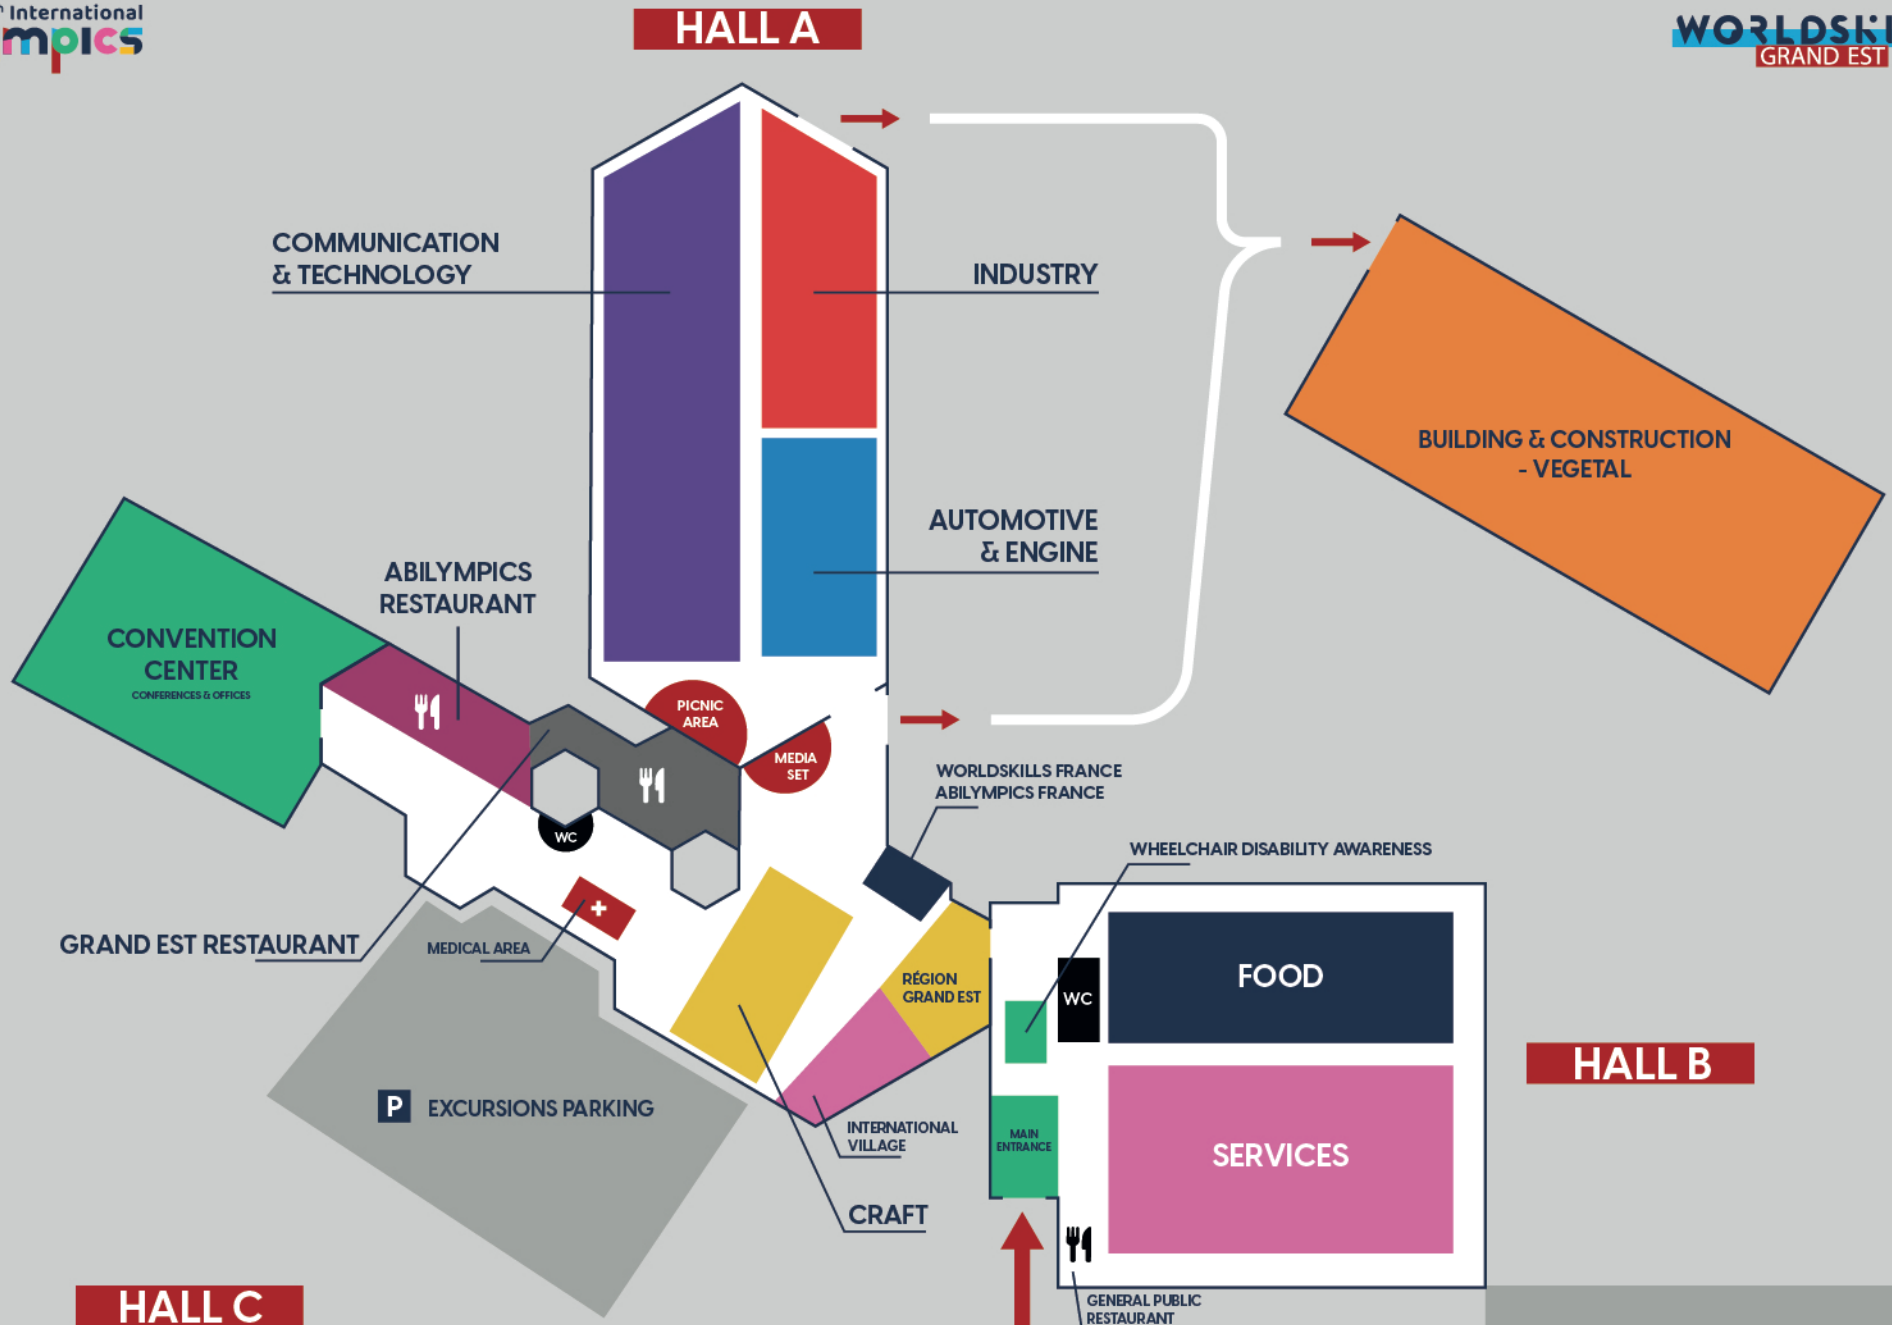 International
mpics
HALL A
WORLDSKI
GRAND EST
COMMUNICATION
& TECHNOLOGY
INDUSTRY
BUILDING & CONSTRUCTION
- VEGETAL
AUTOMOTIVE
& ENGINE
ABILYMPICS
RESTAURANT
CONVENTION
CENTER
CONFERENCES & OFFICES
PICNIC
AREA
MEDIA
SET
WORLDSKILLS FRANCE
ABILYMPICS FRANCE
WC
WHEELCHAIR DISABILITY AWARENESS
GRAND EST RESTAURANT
MEDICAL AREA
RÉGION
GRAND EST
WC
FOOD
HALL B
P EXCURSIONS PARKING
INTERNATIONAL
VILLAGE
MAIN
ENTRANCE
SERVICES
CRAFT
HALL C
GENERAL PUBLIC
RESTAURANT